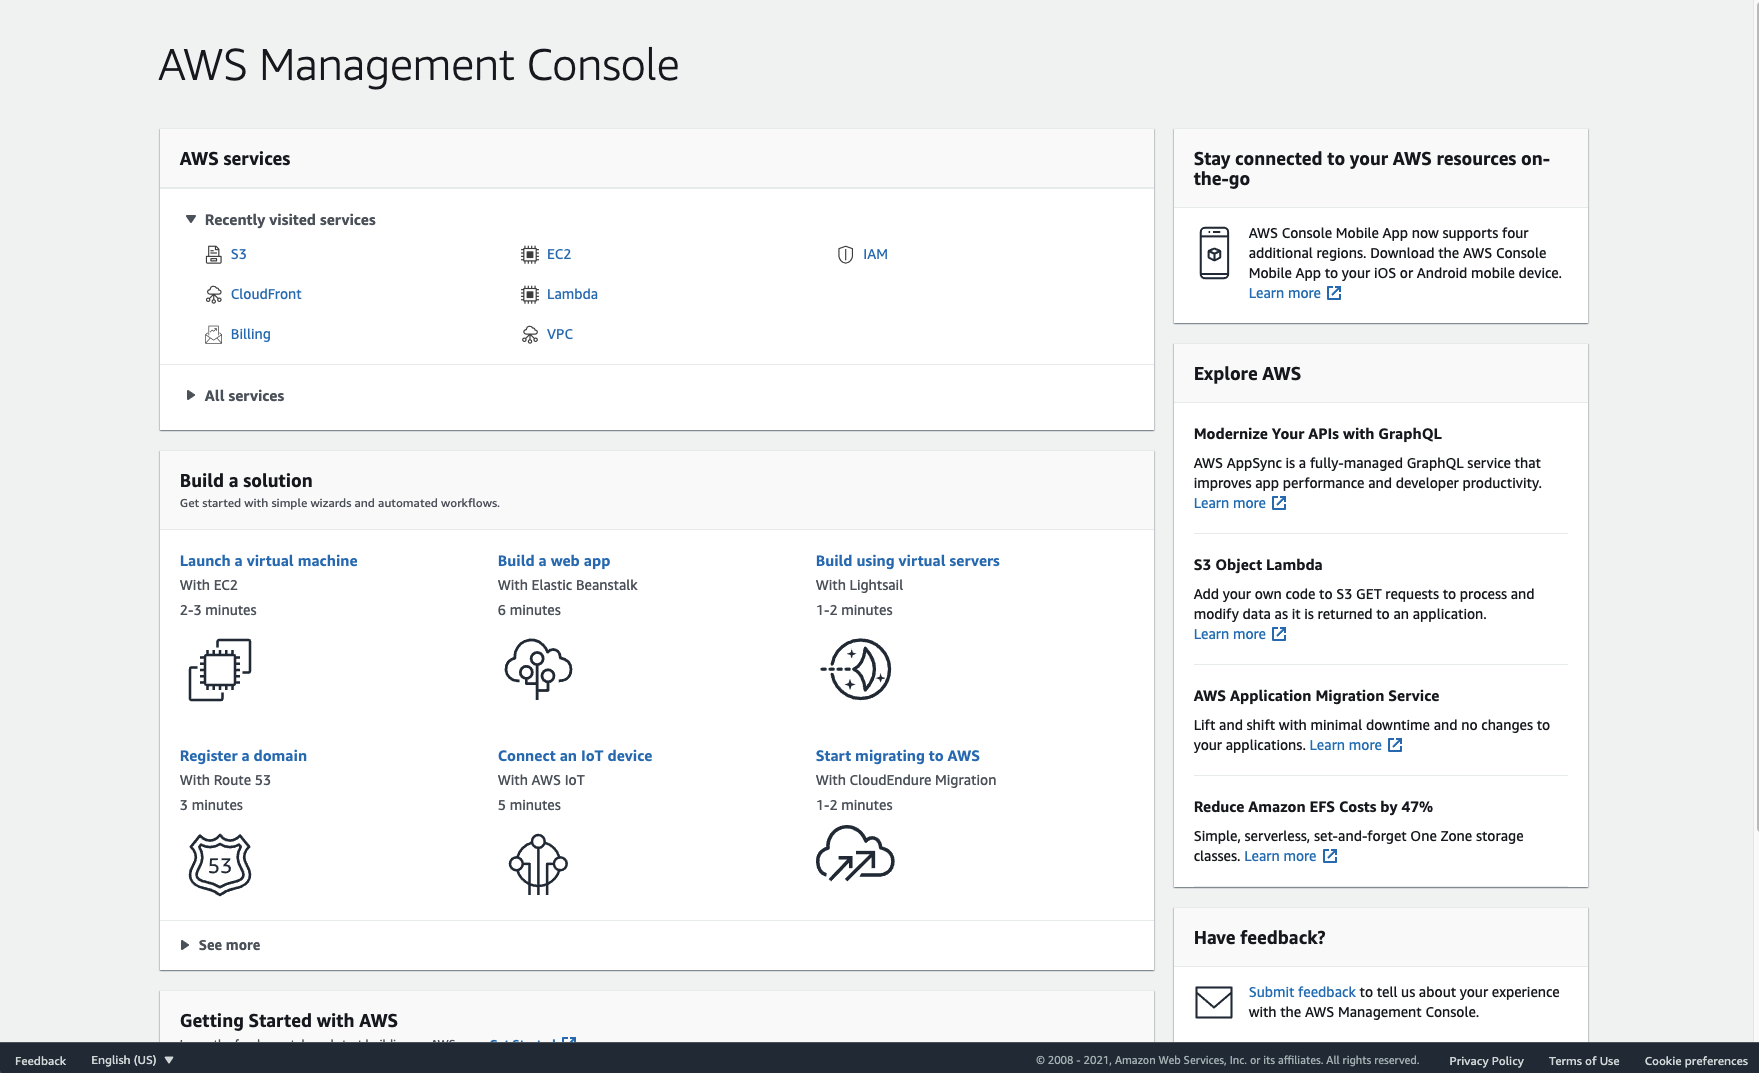 AWS Management Console
AWS services
Recently visited services
S3
EC2
IAM
CloudFront
Lambda
Billing
VPC
All services
Build a solution
Get started with simple wizards and automated workflows.
Launch a virtual machine
With EC2
2-3 minutes
Build a web app
With Elastic Beanstalk
6 minutes
Build using virtual servers
With Lightsail
1-2 minutes
Register a domain
With Route 53
3 minutes
53
Connect an IoT device
With AWS IoT
5 minutes
Start migrating to AWS
With CloudEndure Migration
1-2 minutes
See more
Getting Started with AWS
Stay connected to your AWS resources on-
the-go
AWS Console Mobile App now supports four
additional regions. Download the AWS Console
Mobile App to your iOS or Android mobile device.
Learn more
Explore AWS
Modernize Your APIs with GraphQL
AWS AppSync is a fully-managed GraphQL service that
improves app performance and developer productivity.
Learn more
S3 Object Lambda
Add your own code to S3 GET requests to process and
modify data as it is returned to an application.
Learn more
AWS Application Migration Service
Lift and shift with minimal downtime and no changes to
your applications. Learn more
Reduce Amazon EFS Costs by 47%
Simple, serverless, set-and-forget One Zone storage
classes. Learn more
Have feedback?
Submit feedback to tell us about your experience
with the AWS Management Console.
Feedback
English (US)
© 2008 - 2021, Amazon Web Services, Inc. or its affiliates. All rights reserved.
Privacy Policy
Terms of Use
Cookie preferences